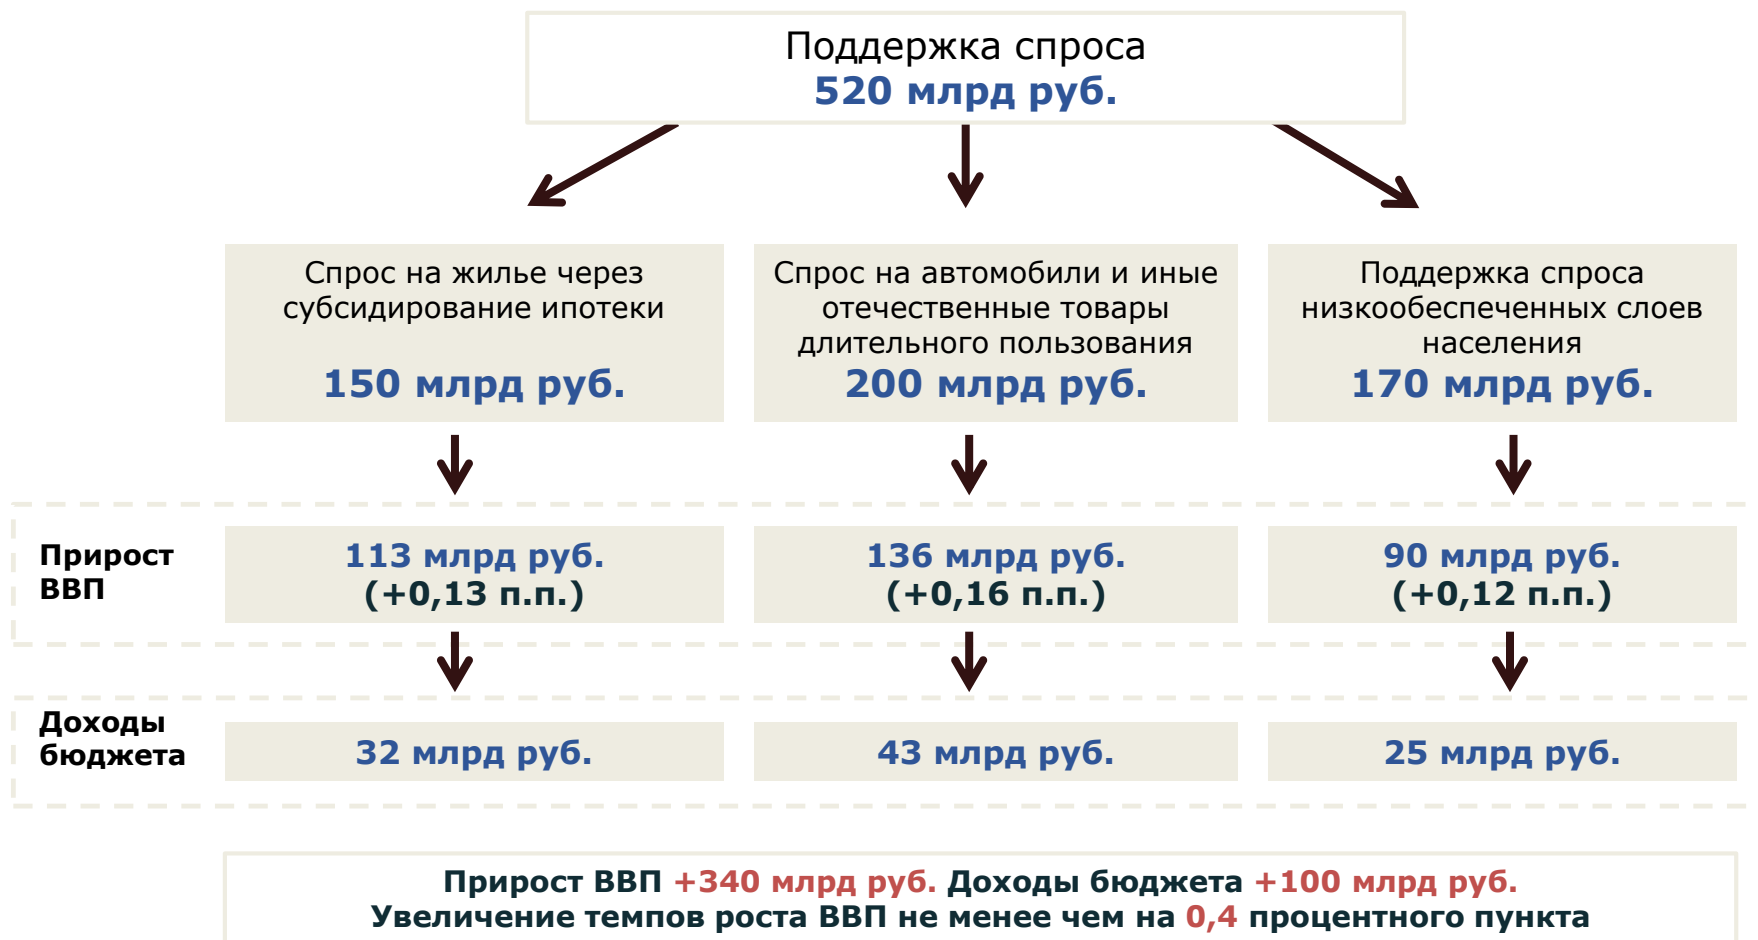 Поддержка спроса
520 млрд руб.
Спрос на жилье через
субсидирование ипотеки
150 млрд руб.
Спрос на автомобили и иные
отечественные товары
длительного пользования
200 млрд руб.
Поддержка спроса
низкообеспеченных слоев
населения
170 млрд руб.
Прирост
ВВП
113 млрд руб.
(+0,13 п.п.)
136 млрд руб.
(+0,16 п.п.)
90 млрд руб.
(+0,12 п.п.)
Доходы
бюджета
32 млрд руб.
43 млрд руб.
25 млрд руб.
Прирост ВВП +340 млрд руб. Доходы бюджета +100 млрд руб.
Увеличение темпов роста ВВП не менее чем на 0,4 процентного пункта